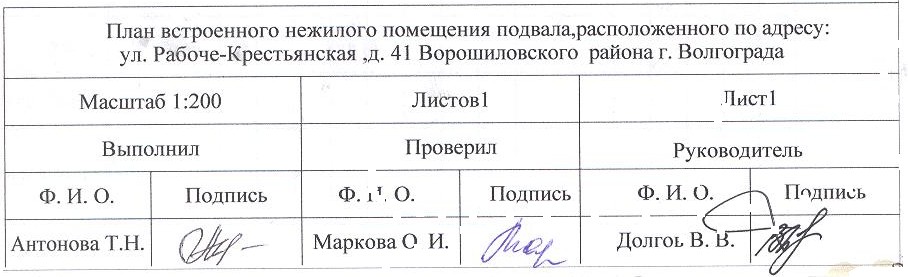 План встроенного нежилого помещения подвала,расположенного по адресу:
ул. Рабоче-Крестьянская ,д. 41 Ворошиловского района г. Волгограда
Масштаб 1:200 Листов1 Лист1
Выполнил Проверил Руководитель
Ф. И. О. Подпись Ф. И. О. Подпись Ф. И. О. Подпись
Антонова Т.Н. Маркова О И. Долгов В. В.